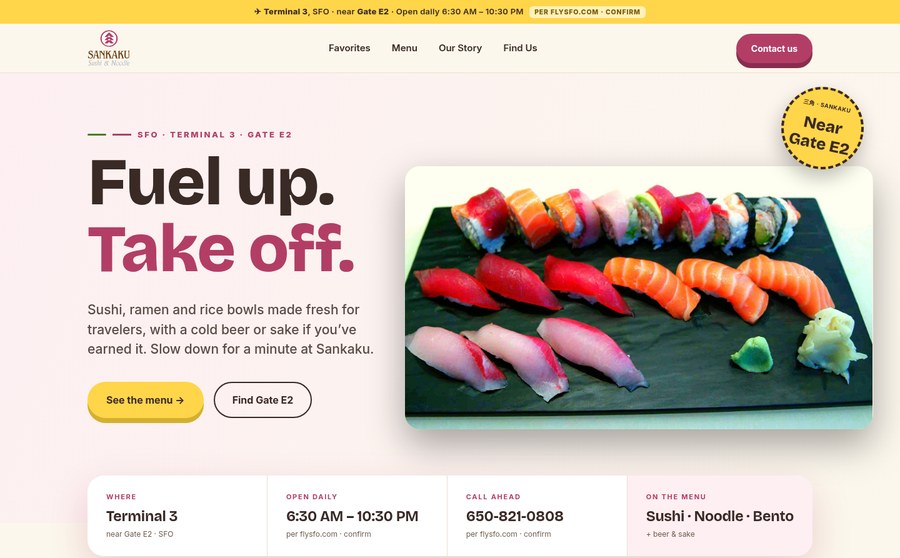 ✈ Terminal 3, SFO · near Gate E2 · Open daily 6:30 AM – 10:30 PM PER FLYSFO.COM · CONFIRM
SANKAKU
Sushi & Noodle
Favorites Menu Our Story Find Us
Contact us
三角 · SANKAKU
Near
Gate E2
SFO · TERMINAL 3 · GATE E2
Fuel up.
Take off.
Sushi, ramen and rice bowls made fresh for
travelers, with a cold beer or sake if you’ve
earned it. Slow down for a minute at Sankaku.
See the menu →
Find Gate E2
WHERE
Terminal 3
near Gate E2 · SFO
OPEN DAILY
6:30 AM – 10:30 PM
per flysfo.com · confirm
CALL AHEAD
650-821-0808
per flysfo.com · confirm
ON THE MENU
Sushi · Noodle · Bento
+ beer & sake